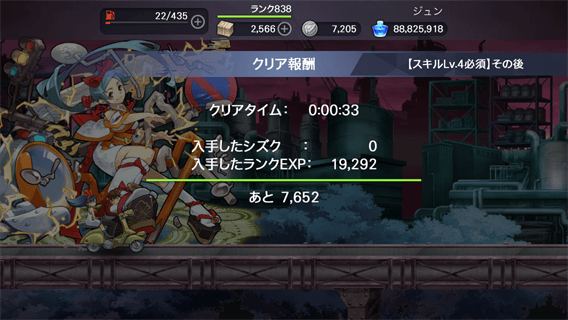 22/435
ランク838
2,566
7,205
ジュン
88,825,918
クリア報酬
【スキルLv.4必須】その後
クリアタイム： 0:00:33
入手したシズク ： 0
入手したランクEXP： 19,292
あと 7,652